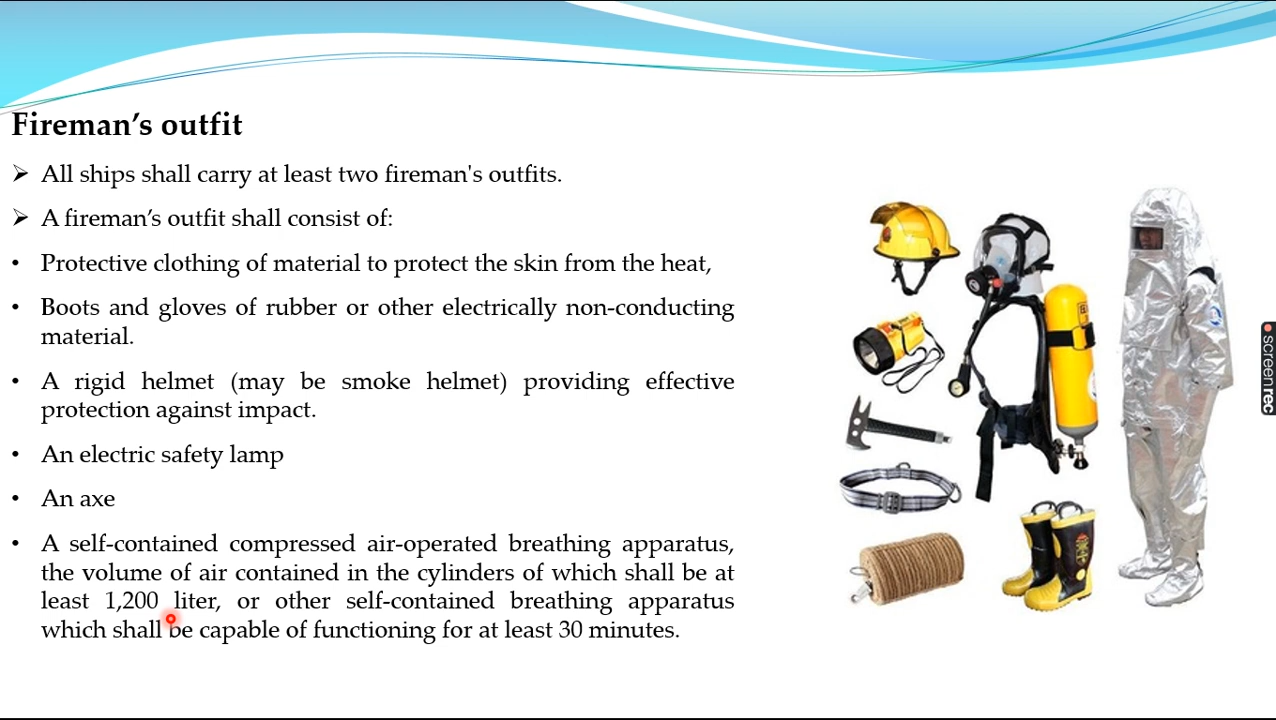 Fireman’s outfit
➢ All ships shall carry at least two fireman's outfits.
➢ A fireman’s outfit shall consist of:
• Protective clothing of material to protect the skin from the heat,
• Boots and gloves of rubber or other electrically non-conducting
material.
• A rigid helmet (may be smoke helmet) providing effective
protection against impact.
• An electric safety lamp
• An axe
• A self-contained compressed air-operated breathing apparatus,
the volume of air contained in the cylinders of which shall be at
least 1,200 liter, or other self-contained breathing apparatus
which shall be capable of functioning for at least 30 minutes.
screenrec